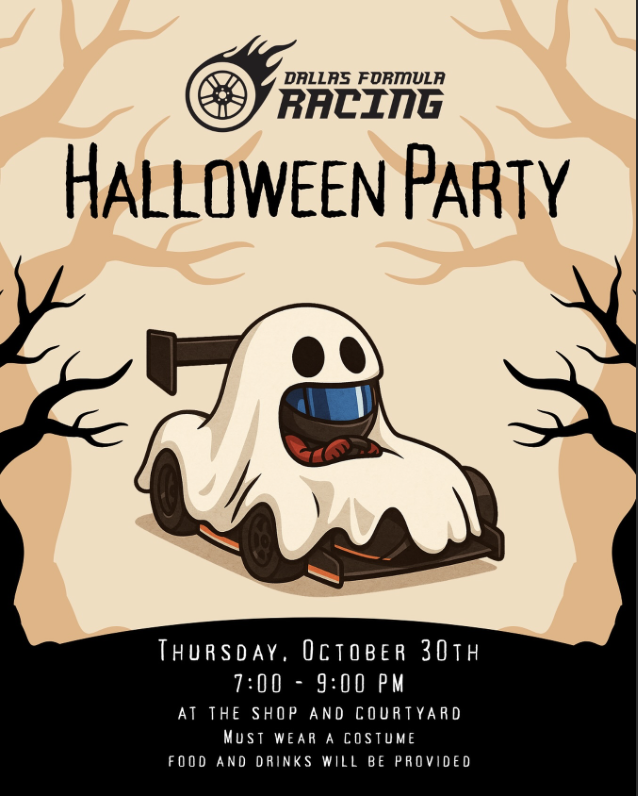 DALLAS FORMULA
RACING
HALLOWEEN PARTY
THURSDAY, OCTOBER 30TH
7:00 - 9:00 PM
AT THE SHOP AND COURTYARD
MUST WEAR A COSTUME
FOOD AND DRINKS WILL BE PROVIDED